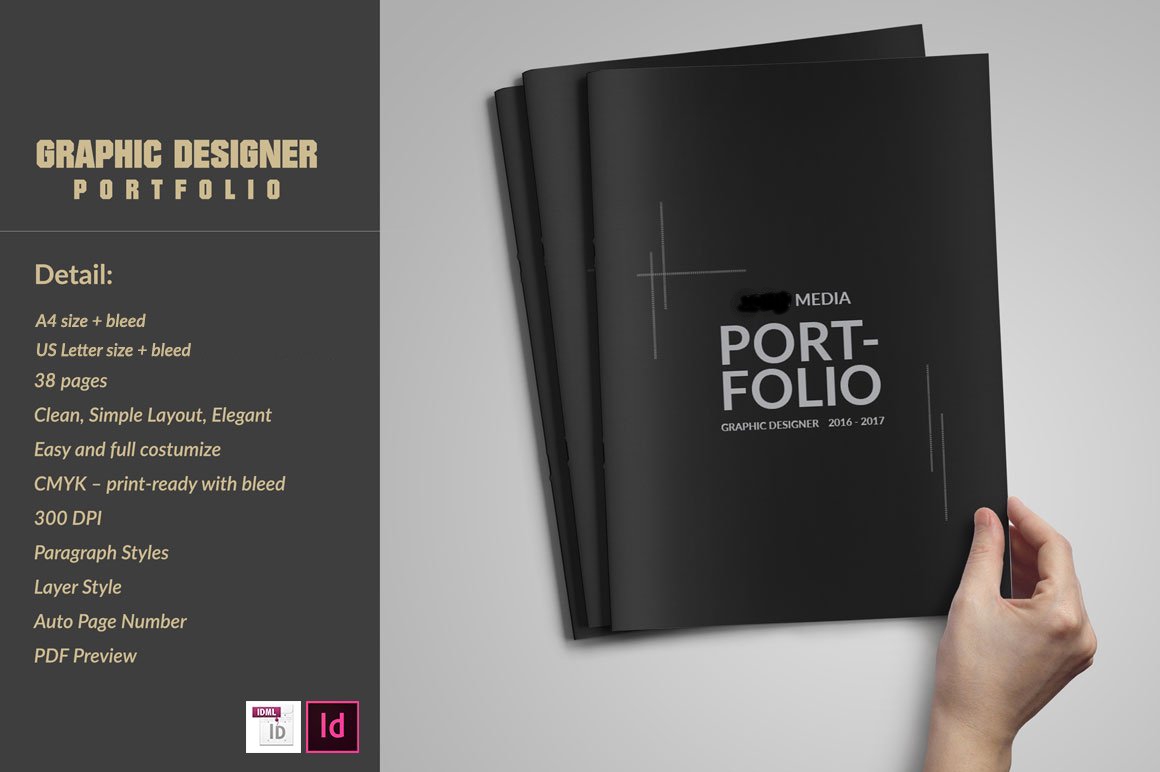 GRAPHIC DESIGNER
PORTFOLIO
Detail:
A4 size + bleed
US Letter size + bleed
38 pages
Clean, Simple Layout, Elegant
Easy and full costumize
CMYK – print-ready with bleed
300 DPI
Paragraph Styles
Layer Style
Auto Page Number
PDF Preview
IDML
ID
Id
MEDIA
PORT-
FOLIO
GRAPHIC DESIGNER 2016 - 2017